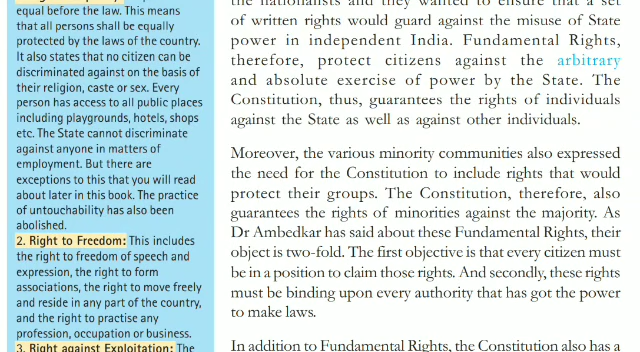 equal before the law. This means
that all persons shall be equally
protected by the laws of the country.
It also states that no citizen can be
discriminated against on the basis of
their religion, caste or sex. Every
person has access to all public places
including playgrounds, hotels, shops
etc. The State cannot discriminate
against anyone in matters of
employment. But there are
exceptions to this that you will read
about later in this book. The practice
of untouchability has also been
abolished.
2. Right to Freedom: This includes
the right to freedom of speech and
expression, the right to form
associations, the right to move freely
and reside in any part of the country,
and the right to practise any
profession, occupation or business.
3. Right against Exploitation: The
the nationalists and they wanted to ensure that a set
of written rights would guard against the misuse of State
power in independent India. Fundamental Rights,
therefore, protect citizens against the arbitrary
and absolute exercise of power by the State. The
Constitution, thus, guarantees the rights of individuals
against the State as well as against other individuals.
Moreover, the various minority communities also expressed
the need for the Constitution to include rights that would
protect their groups. The Constitution, therefore, also
guarantees the rights of minorities against the majority. As
Dr Ambedkar has said about these Fundamental Rights, their
object is two-fold. The first objective is that every citizen must
be in a position to claim those rights. And secondly, these rights
must be binding upon every authority that has got the power
to make laws.
In addition to Fundamental Rights, the Constitution also has a